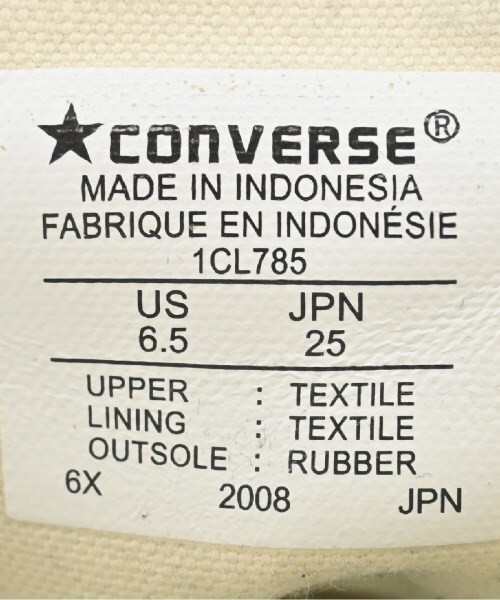 ★CONVERSE®
MADE IN INDONESIA
FABRIQUE EN INDONÉSIE
1CL785
US JPN
6.5 25
UPPER : TEXTILE
LINING : TEXTILE
OUTSOLE : RUBBER
6X 2008 JPN